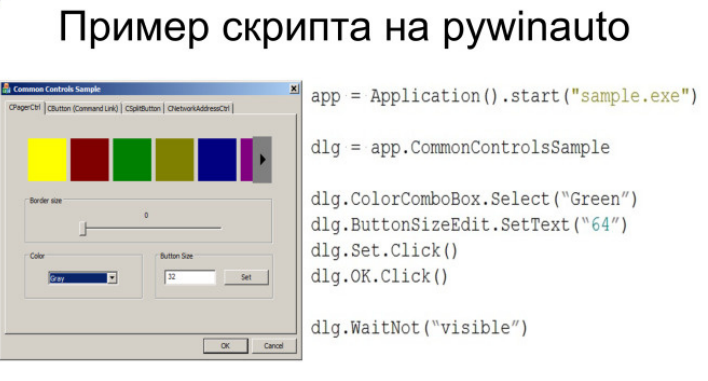 Пример скрипта на pywinauto
Common Controls Sample
CPagerCtrl CButton (Command Link) CSplitButton CNetworkAddressCtrl
Border size
0
Color
Gray
Button Size
32
Set
OK
Cancel
app = Application().start("sample.exe")
dlg = app.CommonControlsSample
dlg.ColorComboBox.Select(“Green”)
dlg.ButtonSizeEdit.SetText(“64”)
dlg.Set.Click()
dlg.OK.Click()
dlg.WaitNot(“visible”)